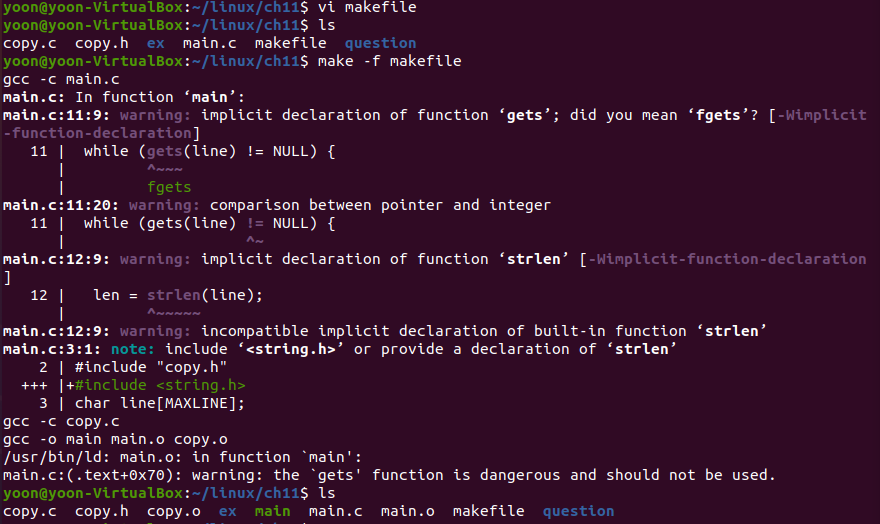 yoon@yoon-VirtualBox:~/linux/ch11$ vi makefile
yoon@yoon-VirtualBox:~/linux/ch11$ ls
copy.c  copy.h  ex  main.c  makefile  question
yoon@yoon-VirtualBox:~/linux/ch11$ make -f makefile
gcc -c main.c
main.c: In function ‘main’:
main.c:11:9: warning: implicit declaration of function ‘gets’; did you mean ‘fgets’? [-Wimplicit
-function-declaration]
   11 |  while (gets(line) != NULL) {
      |         ^~~~
      |         fgets
main.c:11:20: warning: comparison between pointer and integer
   11 |  while (gets(line) != NULL) {
      |                    ^~
main.c:12:9: warning: implicit declaration of function ‘strlen’ [-Wimplicit-function-declaration
]
   12 |   len = strlen(line);
      |         ^~~~~~
main.c:12:9: warning: incompatible implicit declaration of built-in function ‘strlen’
main.c:3:1: note: include ‘<string.h>’ or provide a declaration of ‘strlen’
    2 | #include "copy.h"
  +++ |+#include <string.h>
    3 | char line[MAXLINE];
gcc -c copy.c
gcc -o main main.o copy.o
/usr/bin/ld: main.o: in function `main':
main.c:(.text+0x70): warning: the `gets' function is dangerous and should not be used.
yoon@yoon-VirtualBox:~/linux/ch11$ ls
copy.c  copy.h  copy.o  ex  main  main.c  main.o  makefile  question